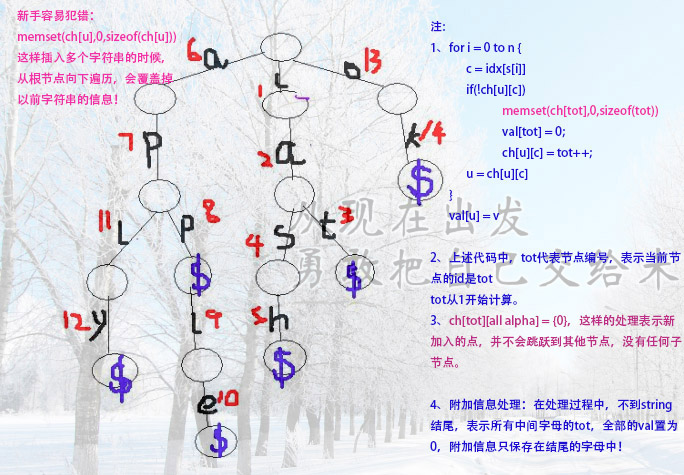 新手容易犯错：
memset(ch[u],0,sizeof(ch[u]))
这样插入多个字符串的时候，
从根节点向下遍历，会覆盖掉
以前字符串的信息！
6 a
1 L
o 13
7 P
2 a
k 14
$
11 L
P 8
4 S
t 3
$
$
12 y
L 9
5 h
$
$
e 10
$
从现在出发
勇敢把自己交给未
注：
1、for i = 0 to n {
c = idx[s[i]]
if(!ch[u][c])
memset(ch[tot],0,sizeof(tot))
val[tot] = 0;
ch[u][c] = tot++;
u = ch[u][c]
}
val[u] = v
2、上述代码中，tot代表节点编号，表示当前节
点的id是tot
tot从1开始计算。
3、ch[tot][all alpha] = {0}，这样的处理表示新
加入的点，并不会跳跃到其他节点，没有任何子
节点。
4、附加信息处理：在处理过程中，不到string
结尾，表示所有中间字母的tot，全部的val置为
0，附加信息只保存在结尾的字母中！